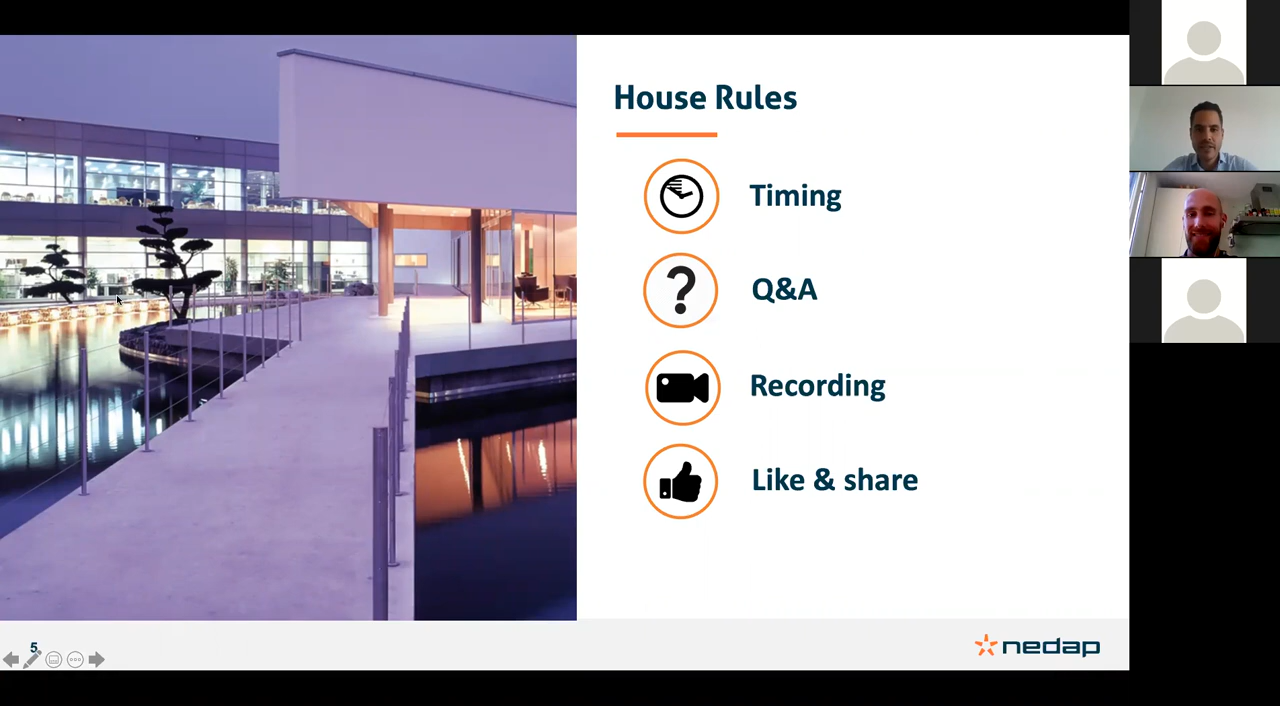 House Rules
Timing
Q&A
Recording
Like & share
5
nedap